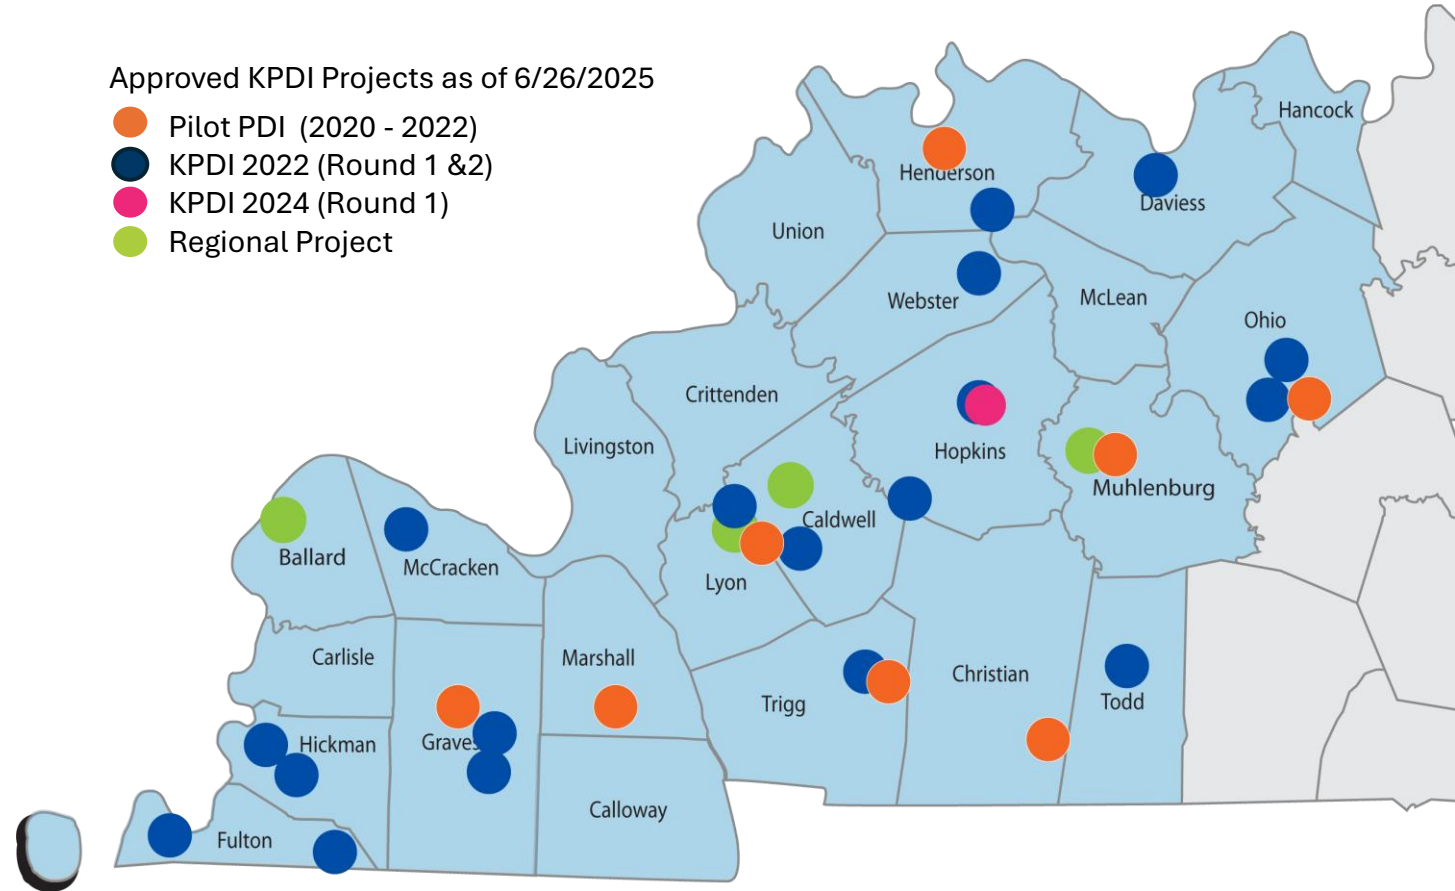 Approved KPDI Projects as of 6/26/2025
Pilot PDI (2020 - 2022)
KPDI 2022 (Round 1 &2)
KPDI 2024 (Round 1)
Regional Project
Hancock
Henderson
Daviess
Union
Webster
McLean
Ohio
Crittenden
Livingston
Hopkins
Muhlenburg
Caldwell
Ballard
McCracken
Lyon
Carlisle
Marshall
Trigg
Christian
Todd
Hickman
Graves
Calloway
Fulton